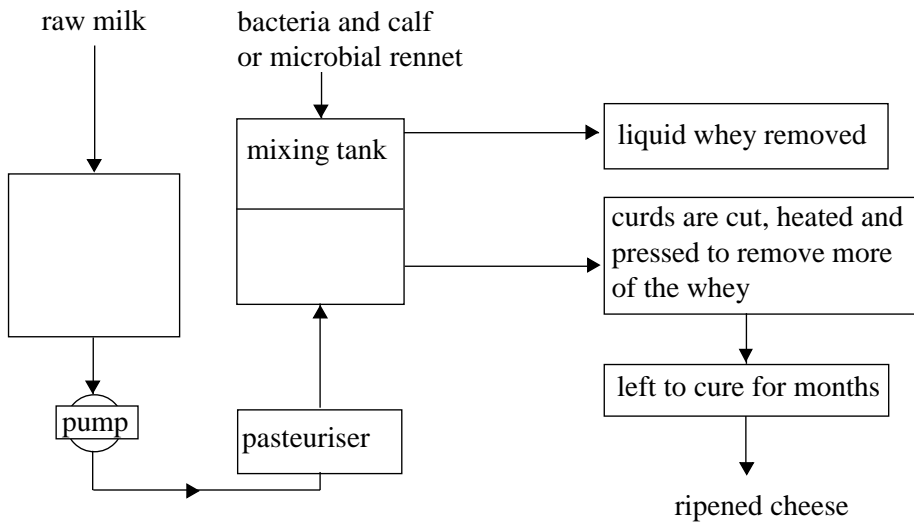 raw milk
bacteria and calf
or microbial rennet
mixing tank
liquid whey removed
curds are cut, heated and
pressed to remove more
of the whey
pump
pasteuriser
left to cure for months
ripened cheese